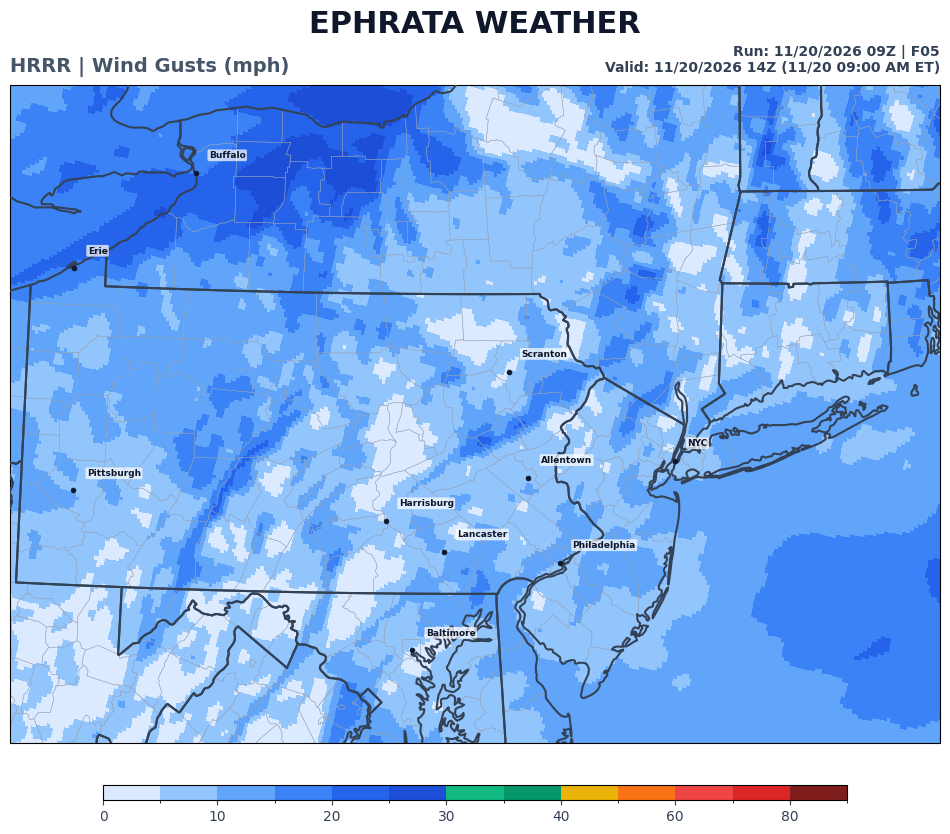 EPHRATA WEATHER
HRRR | Wind Gusts (mph)
Run: 11/20/2026 09Z | F05
Valid: 11/20/2026 14Z (11/20 09:00 AM ET)
Buffalo
Erie
Scranton
NYC
Allentown
Pittsburgh
Harrisburg
Lancaster
Philadelphia
Baltimore
0 10 20 30 40 60 80